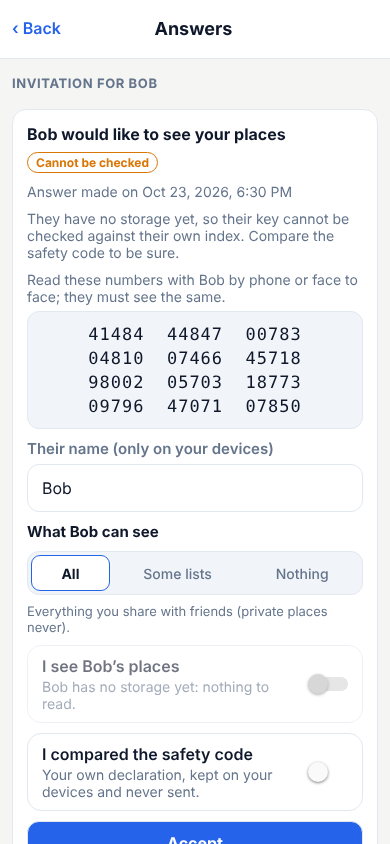 ‹ Back
Answers
INVITATION FOR BOB
Bob would like to see your places
Cannot be checked
Answer made on Oct 23, 2026, 6:30 PM
They have no storage yet, so their key cannot be
checked against their own index. Compare the
safety code to be sure.
Read these numbers with Bob by phone or face to
face; they must see the same.
41484 44847 00783
04810 07466 45718
98002 05703 18773
09796 47071 07850
Their name (only on your devices)
Bob
What Bob can see
All
Some lists
Nothing
Everything you share with friends (private places
never).
I see Bob’s places
Bob has no storage yet: nothing to
read.
I compared the safety code
Your own declaration, kept on your
devices and never sent.
Accept